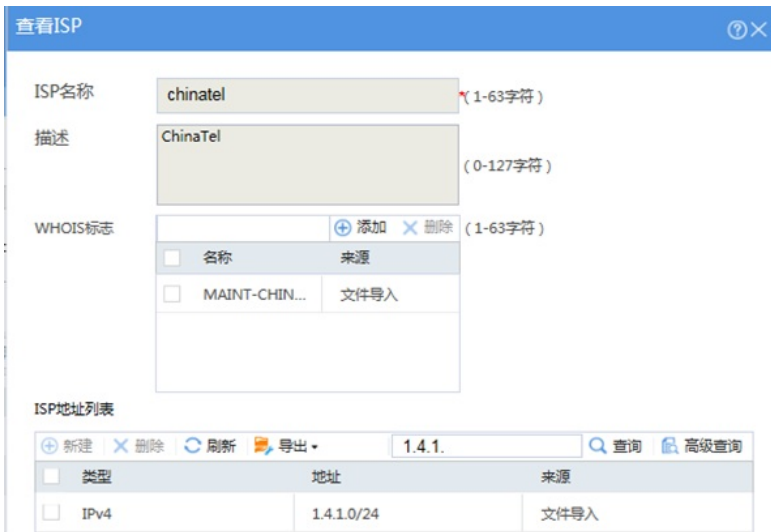 查看ISP
ISP名称 chinatel *(1-63字符)
描述 ChinaTel (0-127字符)
WHOIS标志 添加 删除 (1-63字符)
名称 来源
MAINT-CHIN... 文件导入
ISP地址列表
新建 删除 刷新 导出 1.4.1. 查询 高级查询
类型 地址 来源
IPv4 1.4.1.0/24 文件导入